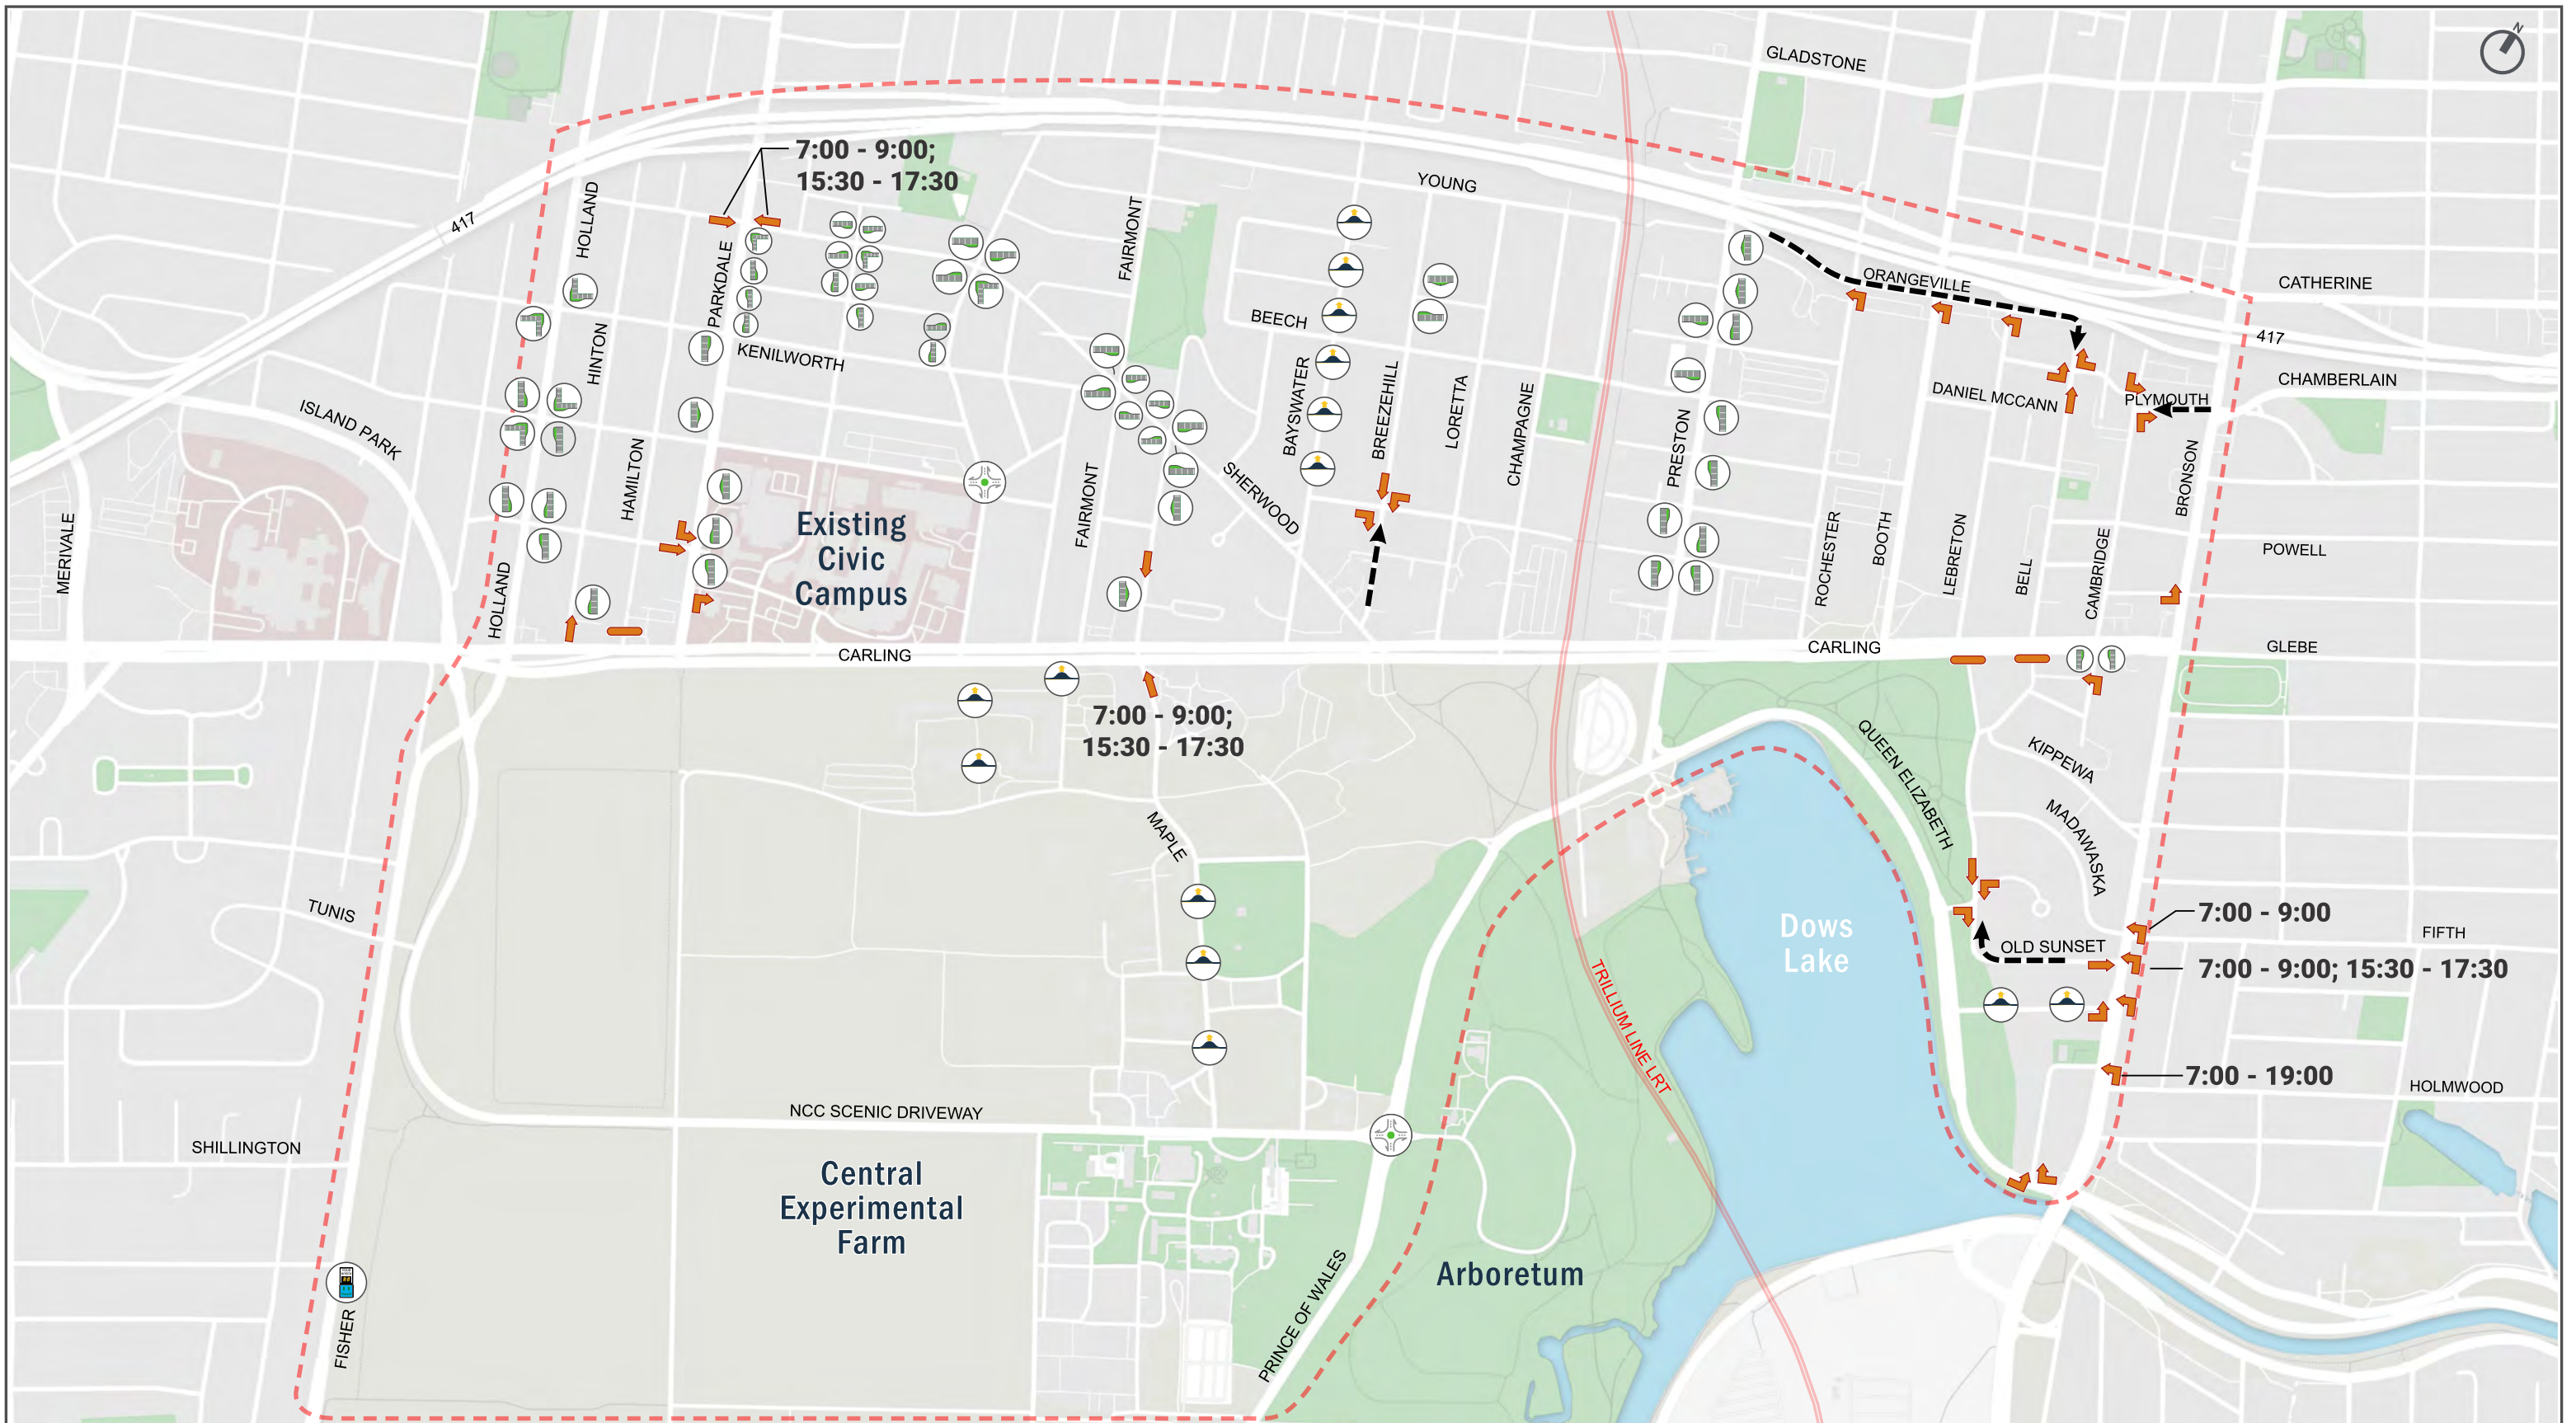 N
GLADSTONE
7:00 - 9:00;
15:30 - 17:30
YOUNG
417
HOLLAND
FAIRMONT
PARKDALE
ORANGEVILLE
CATHERINE
BEECH
417
HINTON
KENILWORTH
CHAMBERLAIN
DANIEL MCCANN
PLYMOUTH
ISLAND PARK
BAYSWATER
BREEZEHILL
LORETTA
CHAMPAGNE
PRESTON
BRONSON
HAMILTON
SHERWOOD
FAIRMONT
MERIVALE
Existing
Civic
Campus
ROCHESTER
BOOTH
LEBRETON
BELL
CAMBRIDGE
POWELL
HOLLAND
CARLING
CARLING
GLEBE
7:00 - 9:00;
15:30 - 17:30
QUEEN ELIZABETH
KIPPEWA
MADAWASKA
MAPLE
TUNIS
7:00 - 9:00
Dows
Lake
FIFTH
OLD SUNSET
7:00 - 9:00; 15:30 - 17:30
TRILLIUM LINE LRT
7:00 - 19:00
HOLMWOOD
NCC SCENIC DRIVEWAY
SHILLINGTON
Central
Experimental
Farm
Arboretum
PRINCE OF WALES
FISHER